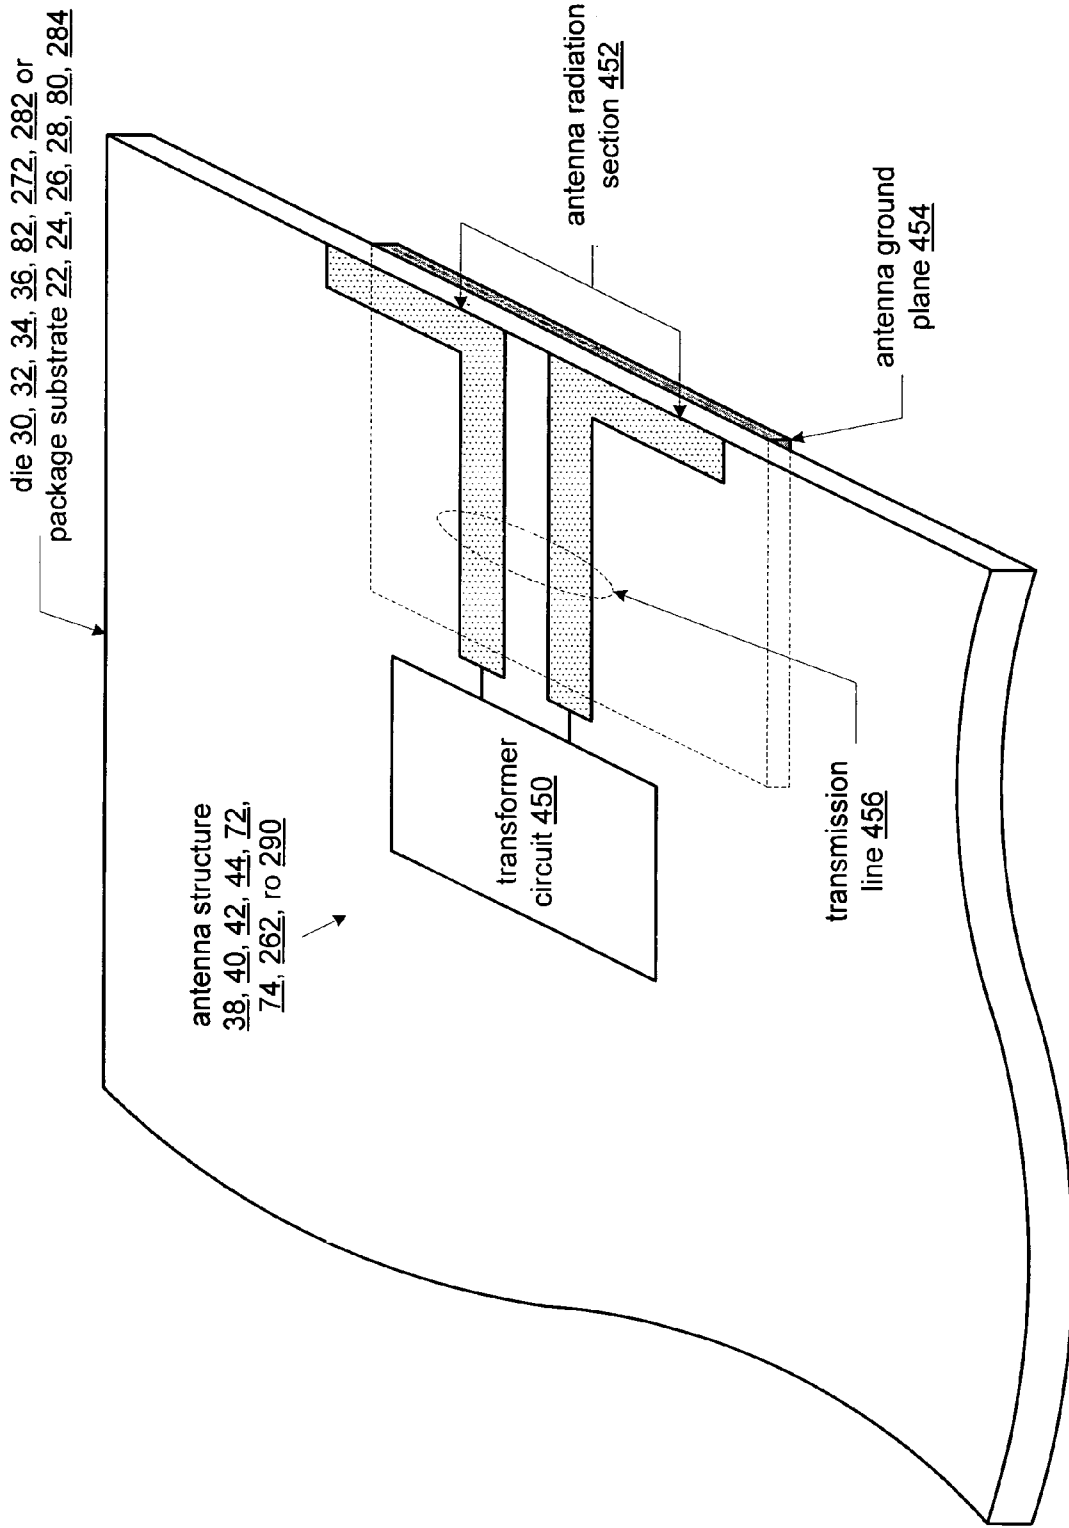 die 30, 32, 34, 36, 82, 272, 282 or
package substrate 22, 24, 26, 28, 80, 284
antenna structure
38, 40, 42, 44, 72,
74, 262, ro 290
transformer
circuit 450
antenna radiation
section 452
antenna ground
plane 454
transmission
line 456